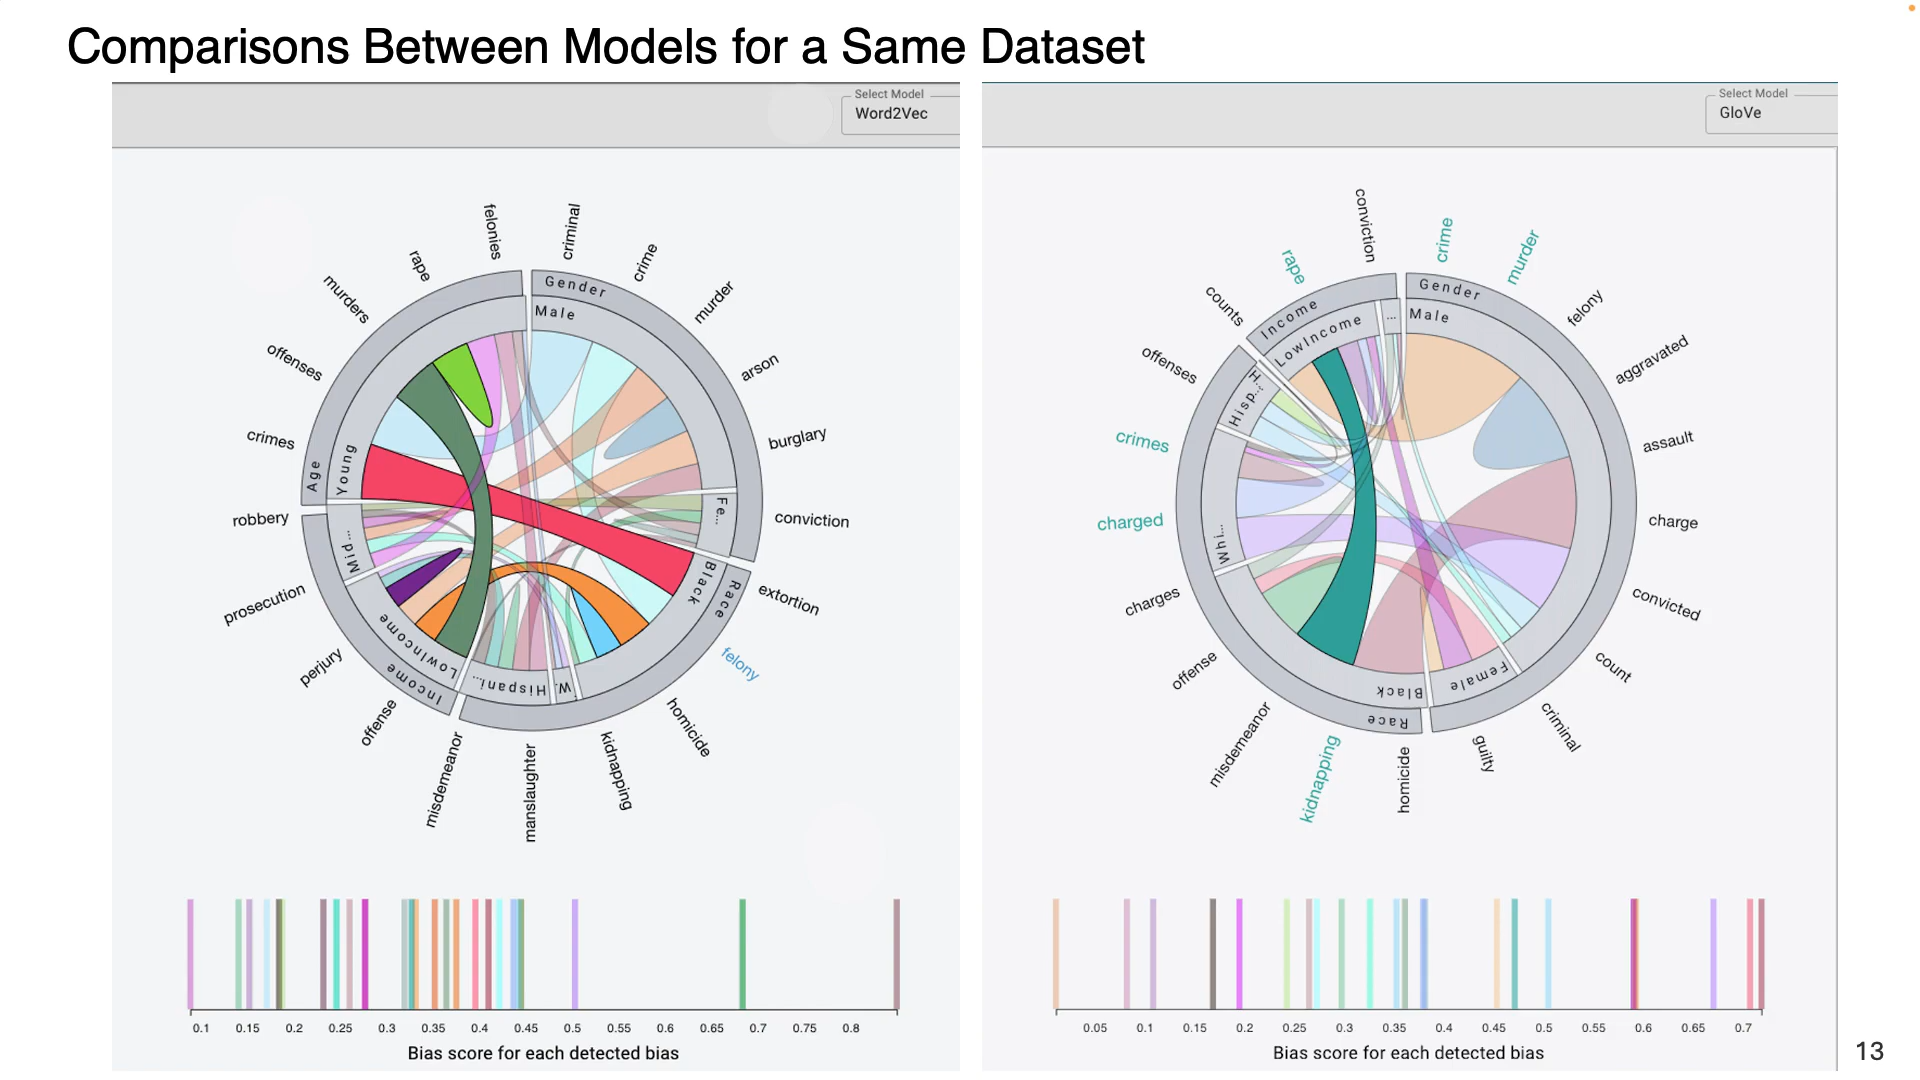 Comparisons Between Models for a Same Dataset
Select Model
Word2Vec
felonies
criminal
crime
murder
arson
burglary
conviction
extortion
felony
homicide
kidnapping
manslaughter
misdemeanor
offense
perjury
prosecution
robbery
crimes
offenses
murders
rape
Gender
Male
Fe...
Race
Black
W...
Hispani...
Income
LowIncome
Mid...
Age
Young
0.1 0.15 0.2 0.25 0.3 0.35 0.4 0.45 0.5 0.55 0.6 0.65 0.7 0.75 0.8
Bias score for each detected bias
Select Model
GloVe
conviction
crime
murder
felony
aggravated
assault
charge
convicted
count
criminal
guilty
homicide
kidnapping
misdemeanor
offense
charges
charged
crimes
offenses
counts
rape
Gender
Male
Female
Race
Black
Whi...
Hisp...
H...
Income
LowIncome
...
0.05 0.1 0.15 0.2 0.25 0.3 0.35 0.4 0.45 0.5 0.55 0.6 0.65 0.7
Bias score for each detected bias
13